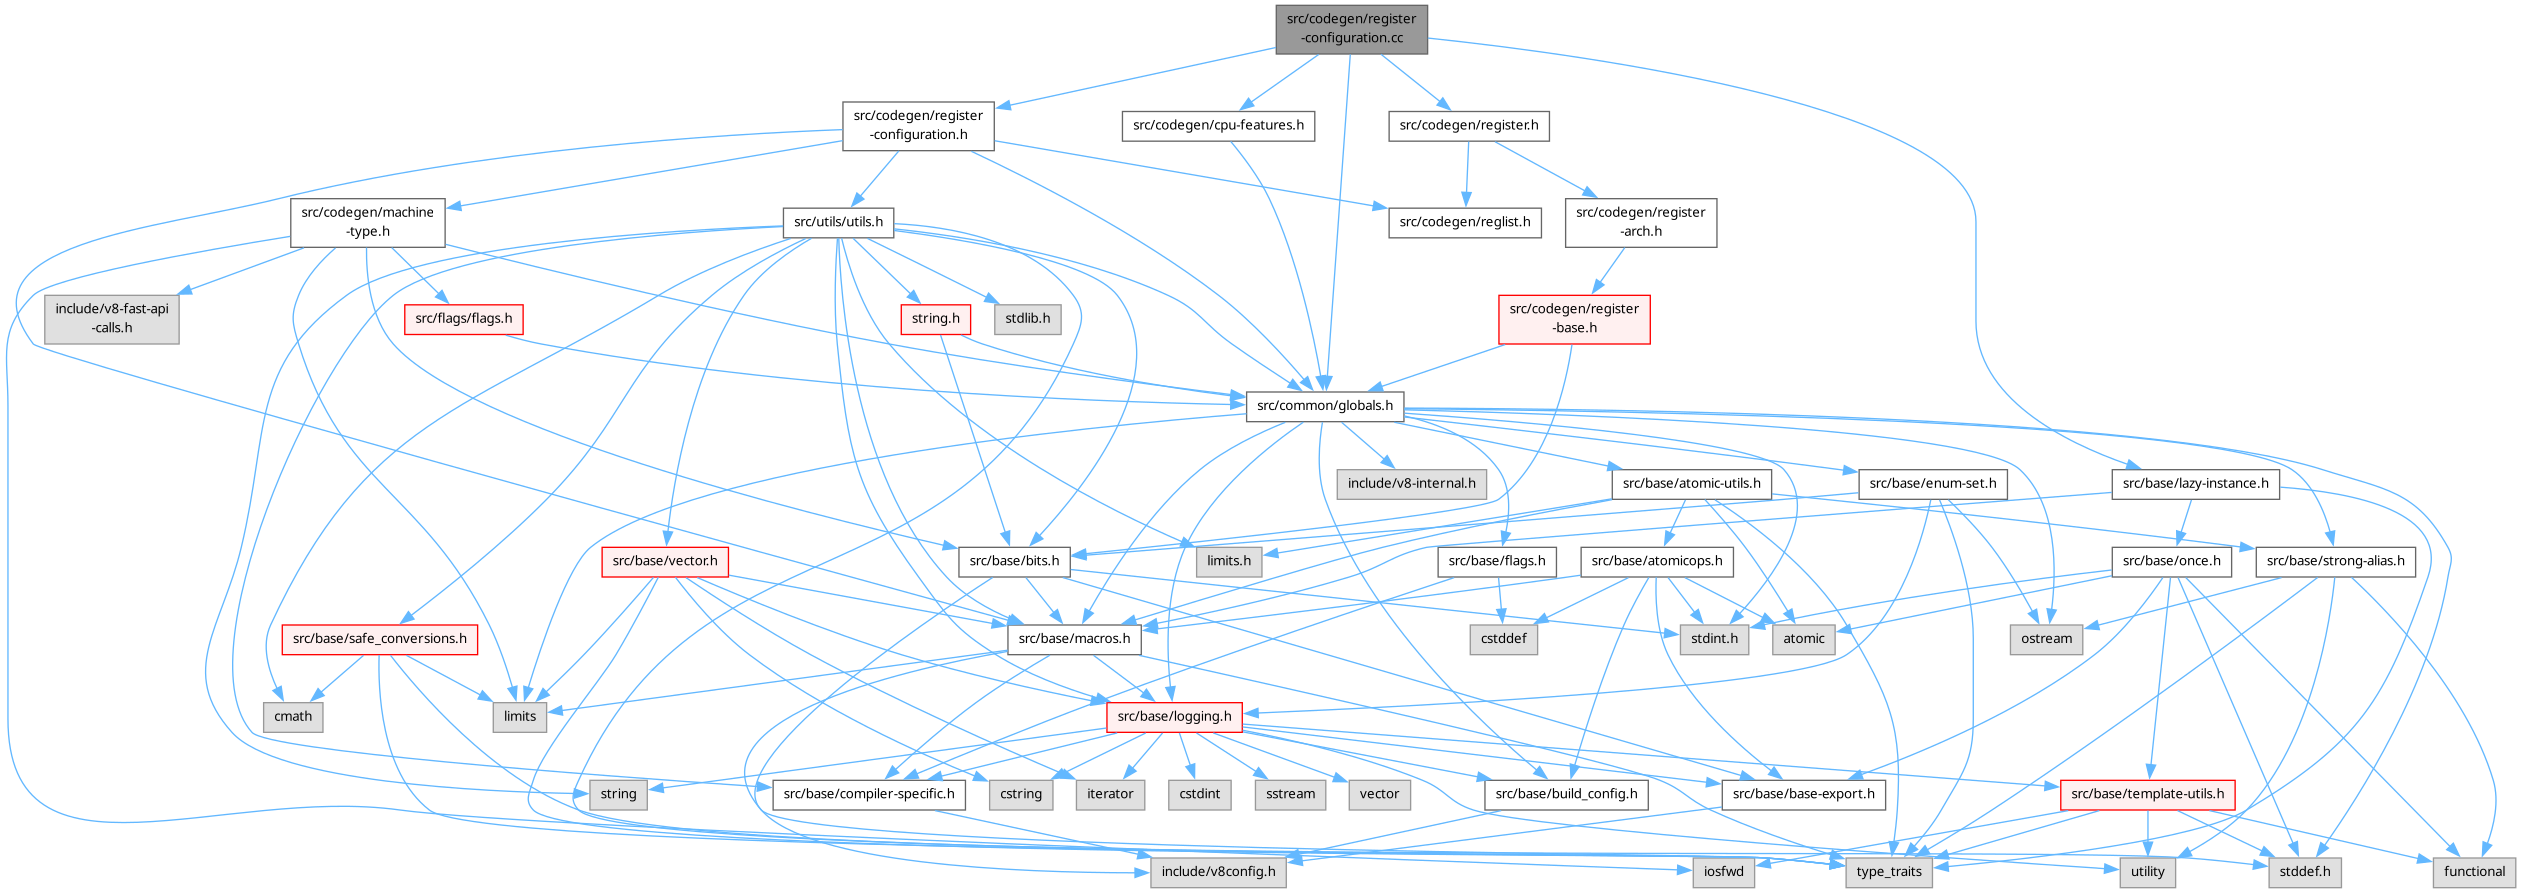 src/codegen/register
-configuration.cc
src/codegen/register
-configuration.h
src/codegen/cpu-features.h
src/codegen/register.h
src/codegen/machine
-type.h
src/utils/utils.h
src/codegen/reglist.h
src/codegen/register
-arch.h
include/v8-fast-api
-calls.h
src/flags/flags.h
string.h
stdlib.h
src/codegen/register
-base.h
src/common/globals.h
include/v8-internal.h
src/base/atomic-utils.h
src/base/enum-set.h
src/base/lazy-instance.h
src/base/vector.h
src/base/bits.h
limits.h
src/base/flags.h
src/base/atomicops.h
src/base/once.h
src/base/strong-alias.h
src/base/safe_conversions.h
src/base/macros.h
cstddef
stdint.h
atomic
ostream
cmath
limits
src/base/logging.h
string
src/base/compiler-specific.h
cstring
iterator
cstdint
sstream
vector
src/base/build_config.h
src/base/base-export.h
src/base/template-utils.h
include/v8config.h
iosfwd
type_traits
utility
stddef.h
functional